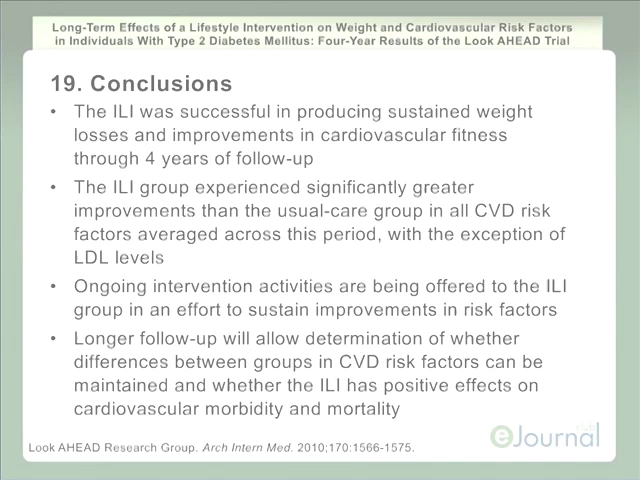 Long-Term Effects of a Lifestyle Intervention on Weight and Cardiovascular Risk Factors
in Individuals With Type 2 Diabetes Mellitus: Four-Year Results of the Look AHEAD Trial
19. Conclusions
• The ILI was successful in producing sustained weight
losses and improvements in cardiovascular fitness
through 4 years of follow-up
• The ILI group experienced significantly greater
improvements than the usual-care group in all CVD risk
factors averaged across this period, with the exception of
LDL levels
• Ongoing intervention activities are being offered to the ILI
group in an effort to sustain improvements in risk factors
• Longer follow-up will allow determination of whether
differences between groups in CVD risk factors can be
maintained and whether the ILI has positive effects on
cardiovascular morbidity and mortality
Look AHEAD Research Group. Arch Intern Med. 2010;170:1566-1575.
eJournal